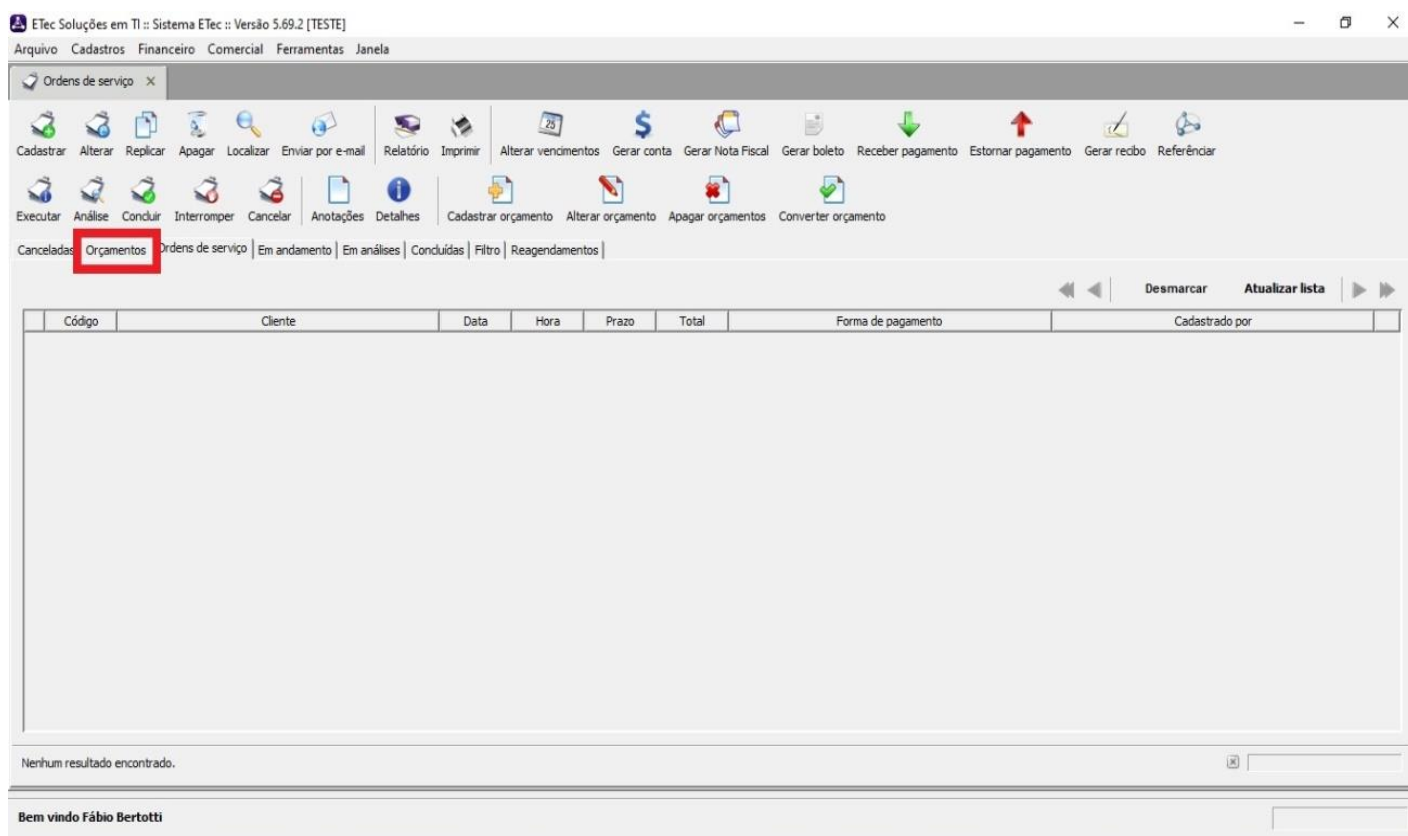 ETec Soluções em TI :: Sistema ETec :: Versão 5.69.2 [TESTE]
Arquivo Cadastros Financeiro Comercial Ferramentas Janela
Ordens de serviço
Cadastrar Alterar Replicar Apagar Localizar Enviar por e-mail Relatório Imprimir 25 Alterar vencimentos Gerar conta Gerar Nota Fiscal Gerar boleto Receber pagamento Estornar pagamento Gerar recibo Referênciar
Executar Análise Concluir Interromper Cancelar Anotações Detalhes Cadastrar orçamento Alterar orçamento Apagar orçamentos Converter orçamento
Canceladas Orçamentos Ordens de serviço Em andamento Em análises Concluídas Filtro Reagendamentos
Desmarcar Atualizar lista
Código Cliente Data Hora Prazo Total Forma de pagamento Cadastrado por
Nenhum resultado encontrado.
Bem vindo Fábio Bertotti